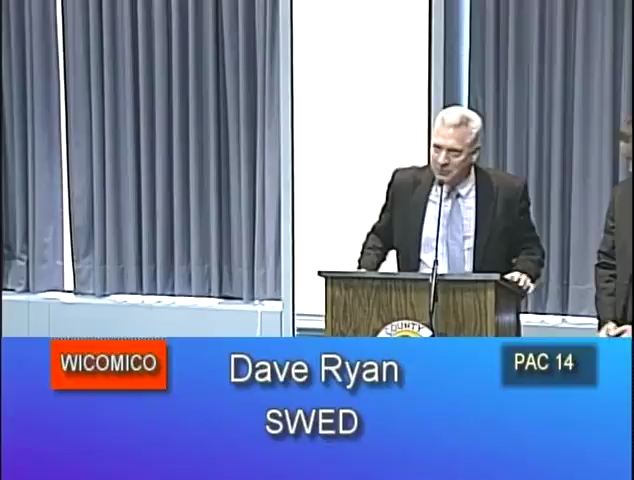 COUNTY
WICOMICO
Dave Ryan
PAC 14
SWED